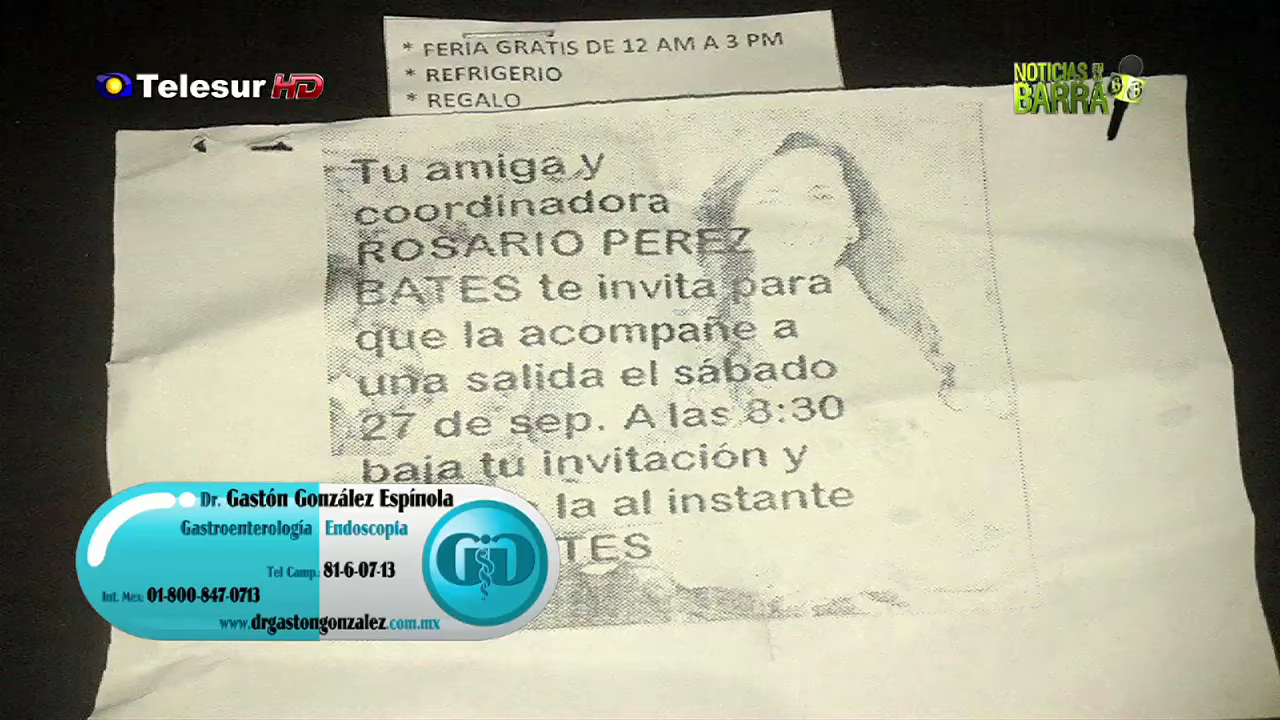 * FERIA GRATIS DE 12 AM A 3 PM
* REFRIGERIO
* REGALO
Telesur HD
NOTICIAS EN
BARRA
Tu amiga y
coordinadora
ROSARIO PEREZ
BATES te invita para
que la acompañe a
una salida el sábado
27 de sep. A las 8:30
baja tu invitación y
la al instante
TES
Dr. Gastón González Espínola
Gastroenterología Endoscopía
Tel Camp.: 81-6-07-13
Int. Mex: 01-800-847-0713
www.drgastongonzalez.com.mx